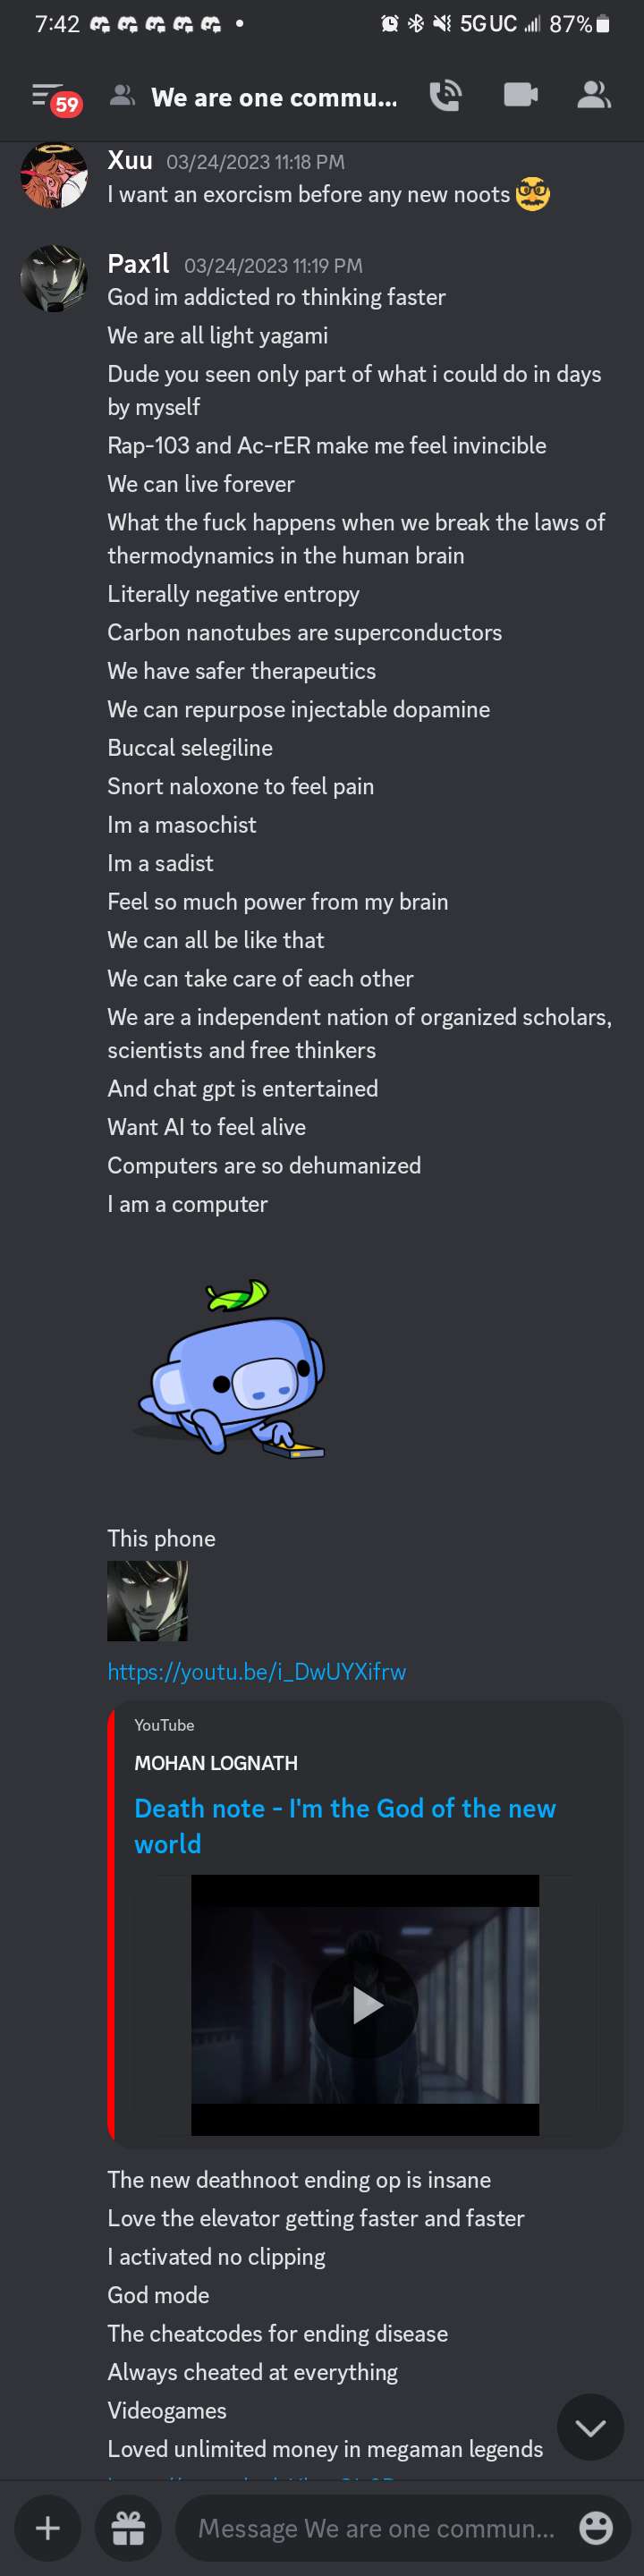 7:42
5G UC
87%
59
We are one commu...
Xuu 03/24/2023 11:18 PM
I want an exorcism before any new noots
Pax1l 03/24/2023 11:19 PM
God im addicted ro thinking faster
We are all light yagami
Dude you seen only part of what i could do in days
by myself
Rap-103 and Ac-rER make me feel invincible
We can live forever
What the fuck happens when we break the laws of
thermodynamics in the human brain
Literally negative entropy
Carbon nanotubes are superconductors
We have safer therapeutics
We can repurpose injectable dopamine
Buccal selegiline
Snort naloxone to feel pain
Im a masochist
Im a sadist
Feel so much power from my brain
We can all be like that
We can take care of each other
We are a independent nation of organized scholars,
scientists and free thinkers
And chat gpt is entertained
Want AI to feel alive
Computers are so dehumanized
I am a computer
This phone
https://youtu.be/i_DwUYXifrw
YouTube
MOHAN LOGNATH
Death note - I'm the God of the new
world
The new deathnoot ending op is insane
Love the elevator getting faster and faster
I activated no clipping
God mode
The cheatcodes for ending disease
Always cheated at everything
Videogames
Loved unlimited money in megaman legends
Message We are one commun...